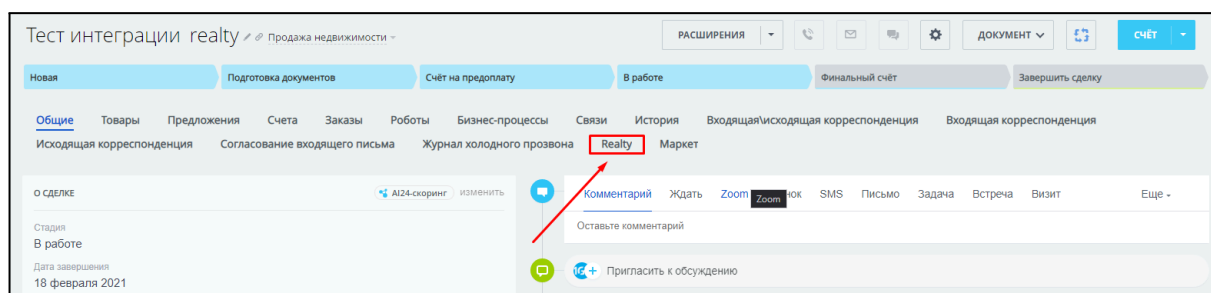 Тест интеграции realty Продажа недвижимости
РАСШИРЕНИЯ ДОКУМЕНТ СЧЁТ
Новая Подготовка документов Счёт на предоплату В работе Финальный счёт Завершить сделку
Общие Товары Предложения Счета Заказы Роботы Бизнес-процессы Связи История Входящая\исходящая корреспонденция Входящая корреспонденция
Исходящая корреспонденция Согласование входящего письма Журнал холодного прозвона Realty Маркет
О СДЕЛКЕ AI24-скоринг изменить
Комментарий Ждать Zoom Zoom нок SMS Письмо Задача Встреча Визит Еще
Стадия
В работе
Оставьте комментарий
Дата завершения
18 февраля 2021
Пригласить к обсуждению